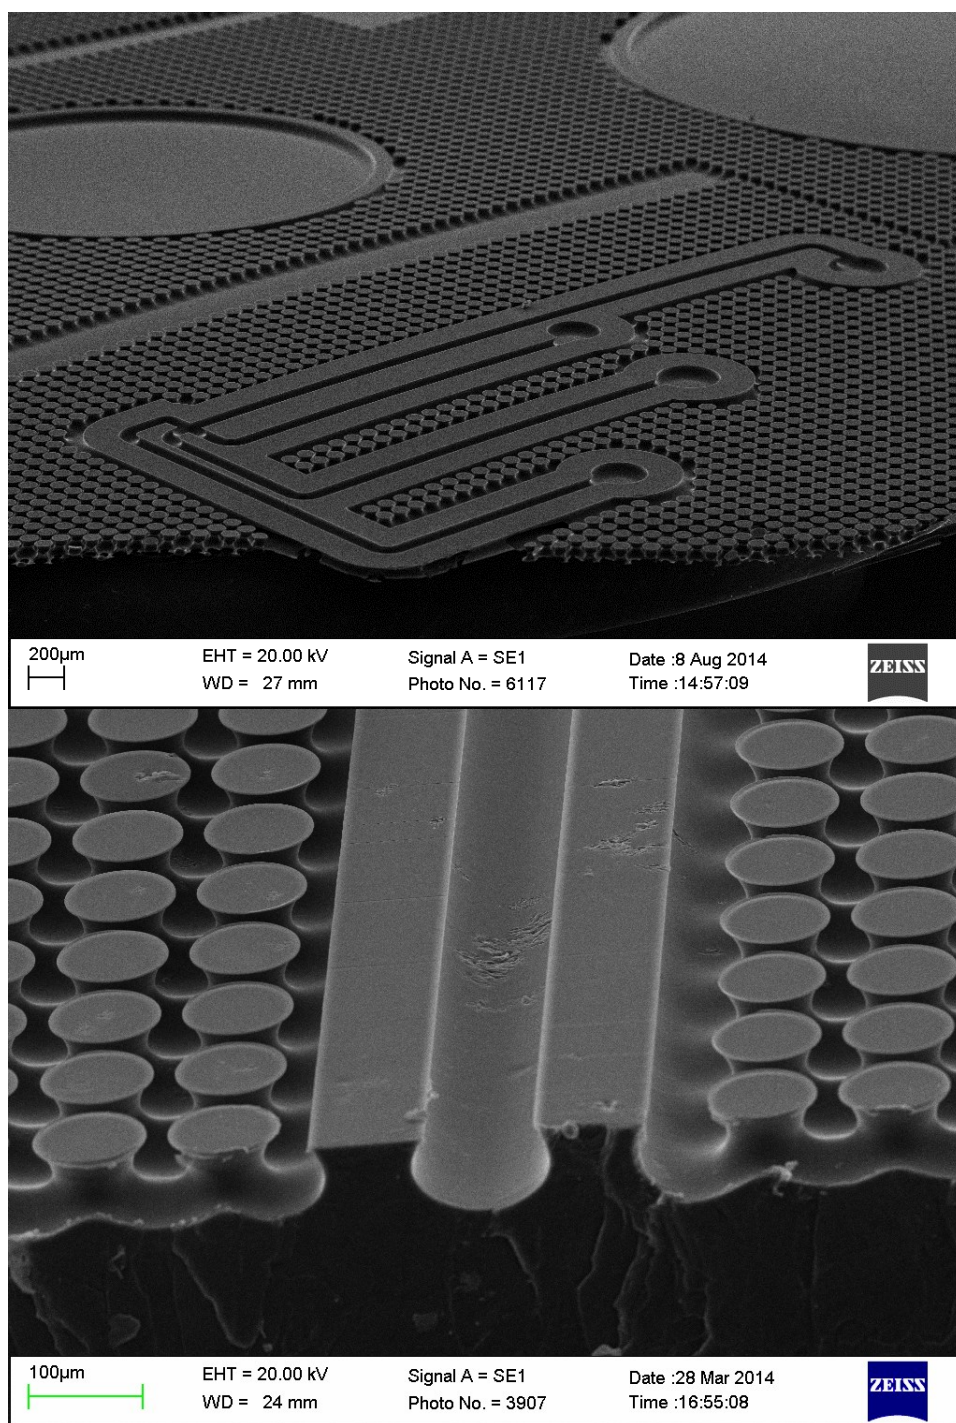 200µm
EHT = 20.00 kV
Signal A = SE1
Date :8 Aug 2014
WD = 27 mm
Photo No. = 6117
Time :14:57:09
ZEISS
100µm
EHT = 20.00 kV
Signal A = SE1
Date :28 Mar 2014
WD = 24 mm
Photo No. = 3907
Time :16:55:08
ZEISS